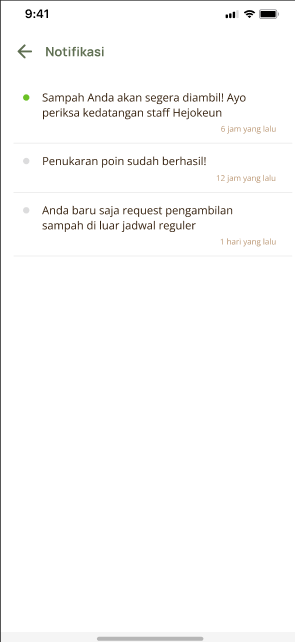 9:41
Notifikasi
Sampah Anda akan segera diambil! Ayo
periksa kedatangan staff Hejokeun
6 jam yang lalu
Penukaran poin sudah berhasil!
12 jam yang lalu
Anda baru saja request pengambilan
sampah di luar jadwal reguler
1 hari yang lalu